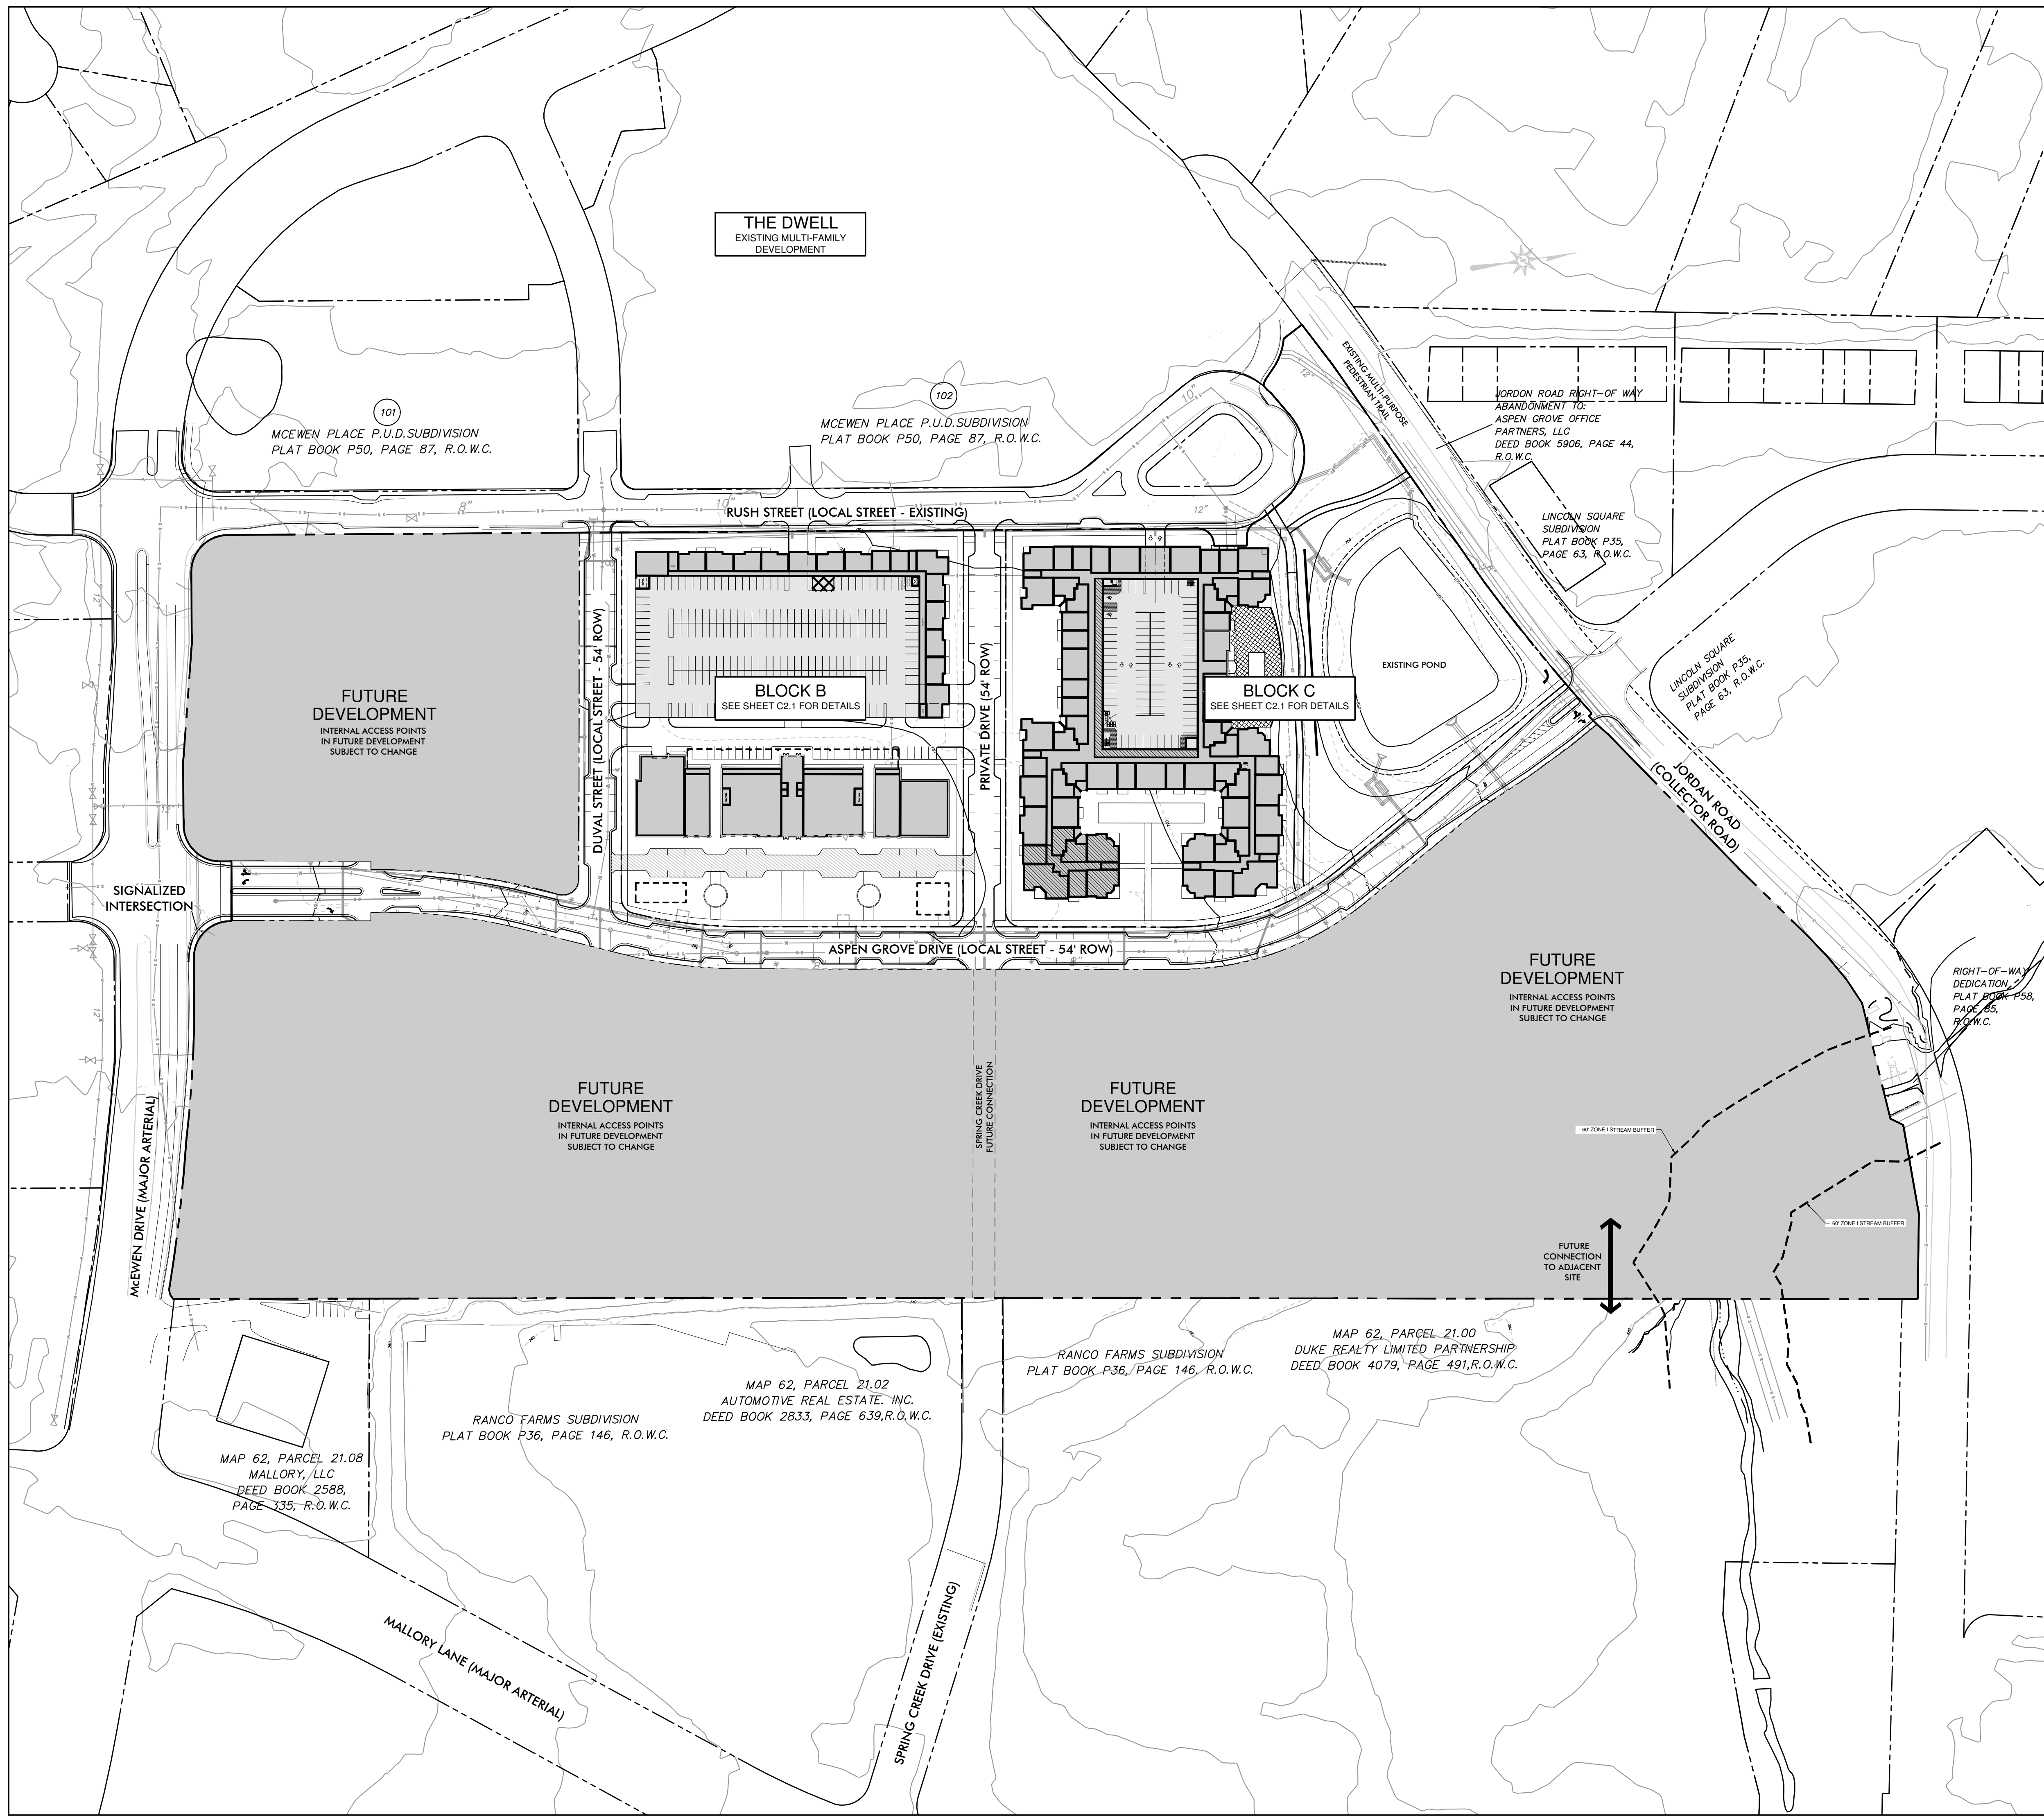 THE DWELL
EXISTING MULTI-FAMILY
DEVELOPMENT
EXISTING MULTI-PURPOSE
PEDESTRIAN TRAIL
JORDON ROAD RIGHT-OF WAY
ABANDONMENT TO:
ASPEN GROVE OFFICE
PARTNERS, LLC
DEED BOOK 5906, PAGE 44,
R.O.W.C.
101
MCEWEN PLACE P.U.D.SUBDIVISION
PLAT BOOK P50, PAGE 87, R.O.W.C.
102
MCEWEN PLACE P.U.D.SUBDIVISION
PLAT BOOK P50, PAGE 87, R.O.W.C.
10"
12"
8"
10"
12"
RUSH STREET (LOCAL STREET - EXISTING)
LINCOLN SQUARE
SUBDIVISION
PLAT BOOK P35,
PAGE 63, R.O.W.C.
12"
DUVAL STREET (LOCAL STREET - 54' ROW)
PRIVATE DRIVE (54' ROW)
LINCOLN SQUARE
SUBDIVISION
PLAT BOOK P35,
PAGE 63, R.O.W.C.
EXISTING POND
FUTURE
DEVELOPMENT
INTERNAL ACCESS POINTS
IN FUTURE DEVELOPMENT
SUBJECT TO CHANGE
BLOCK B
SEE SHEET C2.1 FOR DETAILS
BLOCK C
SEE SHEET C2.1 FOR DETAILS
12"
JORDAN ROAD
(COLLECTOR ROAD)
SIGNALIZED
INTERSECTION
ASPEN GROVE DRIVE (LOCAL STREET - 54' ROW)
8"
8"
FUTURE
DEVELOPMENT
INTERNAL ACCESS POINTS
IN FUTURE DEVELOPMENT
SUBJECT TO CHANGE
RIGHT-OF-WAY
DEDICATION
PLAT BOOK P58,
PAGE 85,
R.O.W.C.
12"
FUTURE
DEVELOPMENT
INTERNAL ACCESS POINTS
IN FUTURE DEVELOPMENT
SUBJECT TO CHANGE
SPRING CREEK DRIVE
FUTURE CONNECTION
FUTURE
DEVELOPMENT
INTERNAL ACCESS POINTS
IN FUTURE DEVELOPMENT
SUBJECT TO CHANGE
60' ZONE I STREAM BUFFER
60' ZONE I STREAM BUFFER
McEWEN DRIVE (MAJOR ARTERIAL)
FUTURE
CONNECTION
TO ADJACENT
SITE
MAP 62, PARCEL 21.00
DUKE REALTY LIMITED PARTNERSHIP
DEED BOOK 4079, PAGE 491,R.O.W.C.
RANCO FARMS SUBDIVISION
PLAT BOOK P36, PAGE 146, R.O.W.C.
MAP 62, PARCEL 21.02
AUTOMOTIVE REAL ESTATE. INC.
DEED BOOK 2833, PAGE 639,R.O.W.C.
RANCO FARMS SUBDIVISION
PLAT BOOK P36, PAGE 146, R.O.W.C.
MAP 62, PARCEL 21.08
MALLORY, LLC
DEED BOOK 2588,
PAGE 335, R.O.W.C.
MALLORY LANE (MAJOR ARTERIAL)
SPRING CREEK DRIVE (EXISTING)